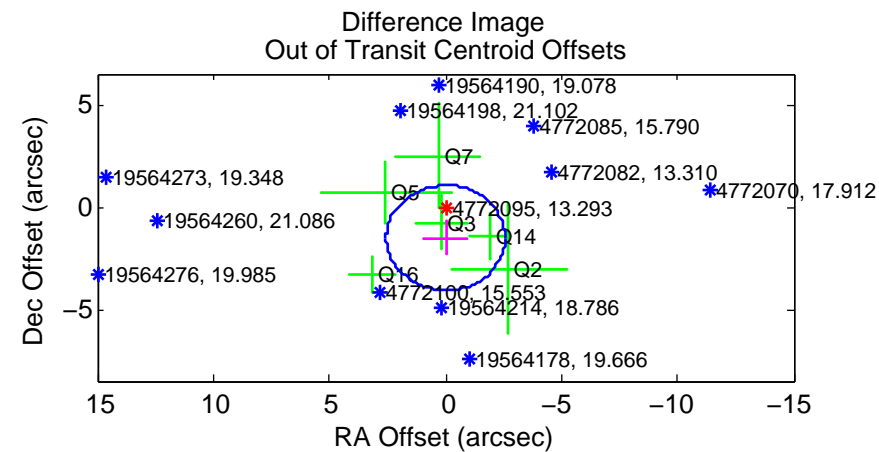 Difference Image
Out of Transit Centroid Offsets
19564190, 19.078
19564198, 21.102
4772085, 15.790
Q7
4772082, 13.310
19564273, 19.348
Q5
4772070, 17.912
4772095, 13.293
19564260, 21.086
Q3
Q14
Q2
19564276, 19.985
Q16
4772100, 15.553
19564214, 18.786
19564178, 19.666
5
0
−5
Dec Offset (arcsec)
15 10 5 0 −5 −10 −15
RA Offset (arcsec)